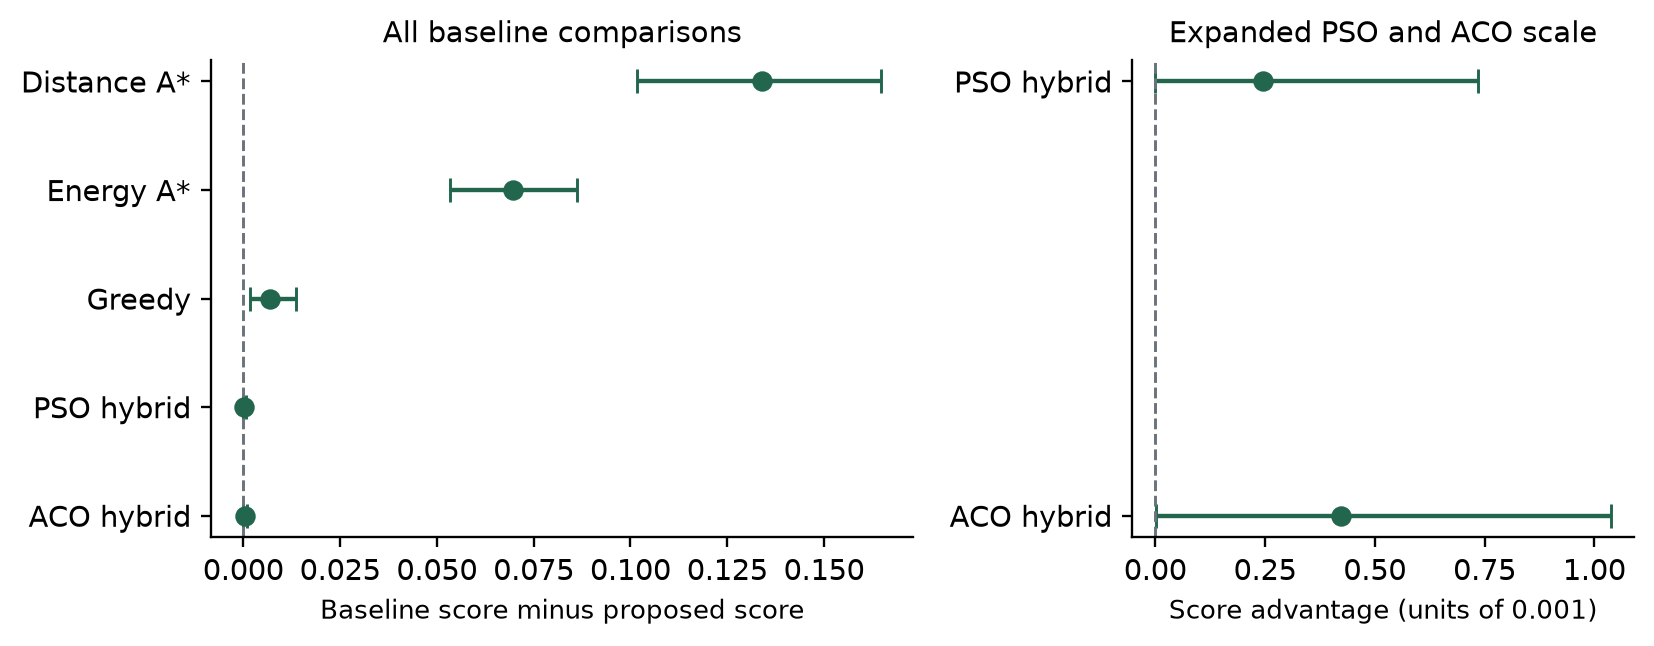 All baseline comparisons
Distance A*
Energy A*
Greedy
PSO hybrid
ACO hybrid
0.000 0.025 0.050 0.075 0.100 0.125 0.150
Baseline score minus proposed score
Expanded PSO and ACO scale
PSO hybrid
ACO hybrid
0.00 0.25 0.50 0.75 1.00
Score advantage (units of 0.001)